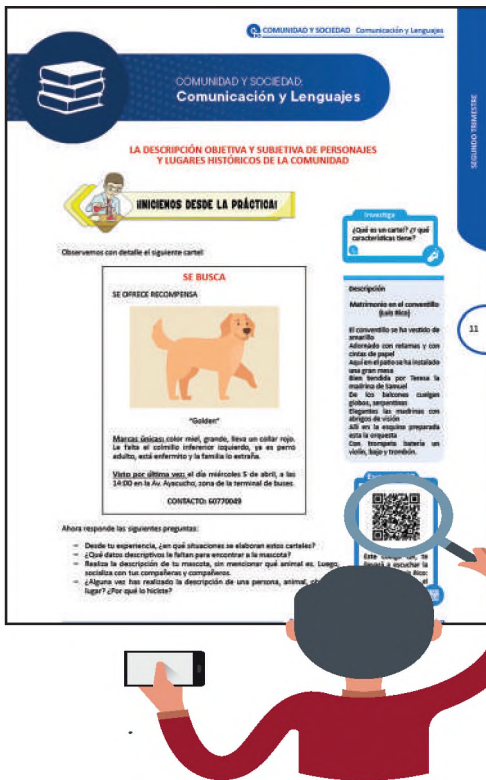 COMUNIDAD Y SOCIEDAD Comunicación y Lenguajes
COMUNIDAD Y SOCIEDAD:
Comunicación y Lenguajes
SEGUNDO TRIMESTRE
LA DESCRIPCIÓN OBJETIVA Y SUBJETIVA DE PERSONAJES
Y LUGARES HISTÓRICOS DE LA COMUNIDAD
¡INICIEMOS DESDE LA PRÁCTICA!
Observemos con detalle el siguiente cartel
SE BUSCA
SE OFRECE RECOMPENSA
"Golden"
Marcas únicas: color miel, grande, lleva un collar rojo.
Le falta el colmillo inferior izquierdo, ya es perro
adulto, está enfermito y la familia lo extraña.
Visto por última vez: el día miércoles 5 de abril, a las
14:00 en la Av. Ayacucho, zona de la terminal de buses.
CONTACTO: 60770049
Ahora responde las siguientes preguntas:
− Desde tu experiencia, ¿en qué situaciones se elaboran estos carteles?
− ¿Qué datos descriptivos le faltan para encontrar a la mascota?
− Realiza la descripción de tu mascota, sin mencionar qué animal es. Luego,
socializa con tus compañeras y compañeros.
− ¿Alguna vez has realizado la descripción de una persona, animal,
lugar? ¿Por qué lo hiciste?
Investiga
¿Qué es un cartel? ¿Y qué
características tiene?
Descripción
Matrimonio en el conventillo
(Luis Rico)
El conventillo se ha vestido de
amarillo
Adornado con retamas y con
cintas de papel
Aquí en el patio se ha instalado
una gran mesa
Bien tendida por Teresa la
madrina de Samuel
De los balcones cuelgan
globos, serpentinas
Elegantes las madrinas con
abrigos de visión
Allí en la esquina preparada
esta la orquesta
Con trompeta batería un
violín, bajo y trombón.
11
Este te
llevará a escuchar la
Rico:
el